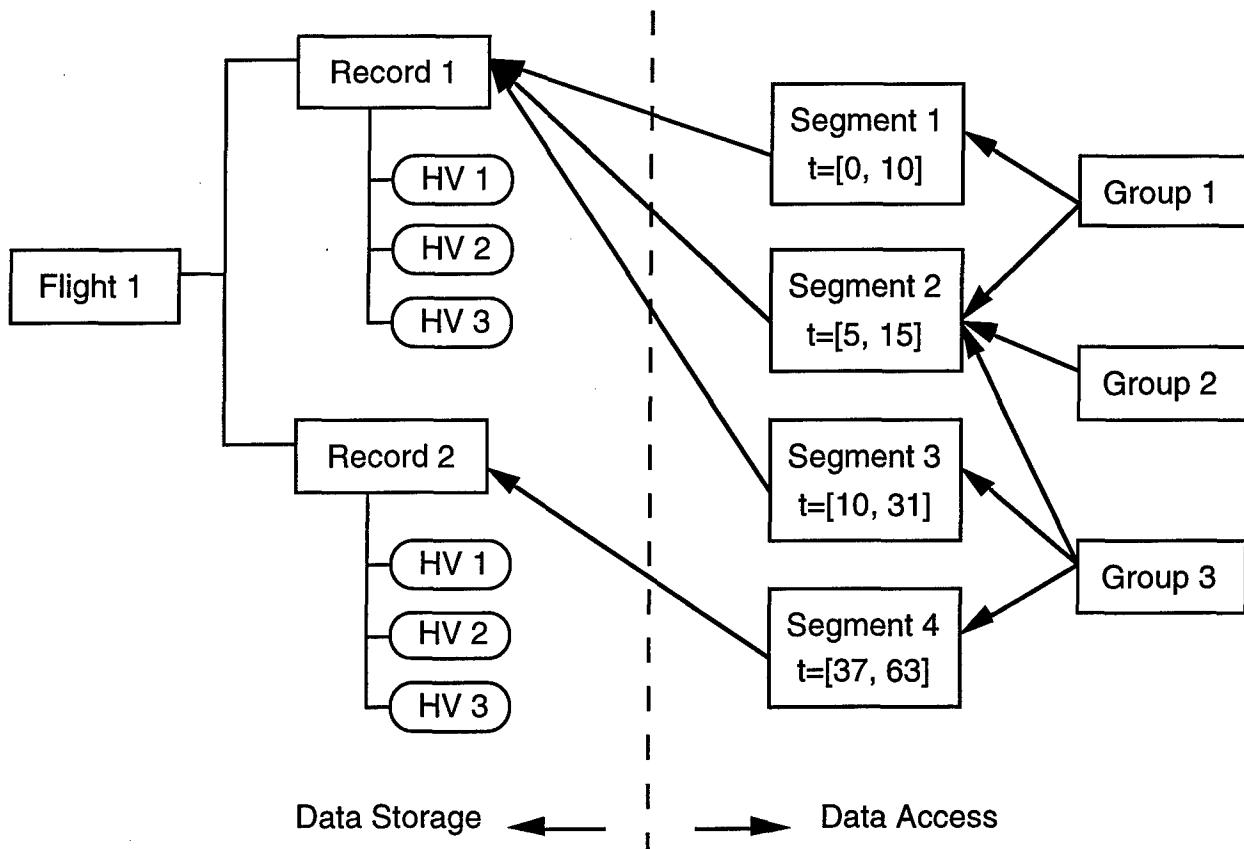 Flight 1
Record 1
HV 1
HV 2
HV 3
Record 2
HV 1
HV 2
HV 3
Segment 1
t=[0, 10]
Segment 2
t=[5, 15]
Segment 3
t=[10, 31]
Segment 4
t=[37, 63]
Group 1
Group 2
Group 3
Data Storage
Data Access